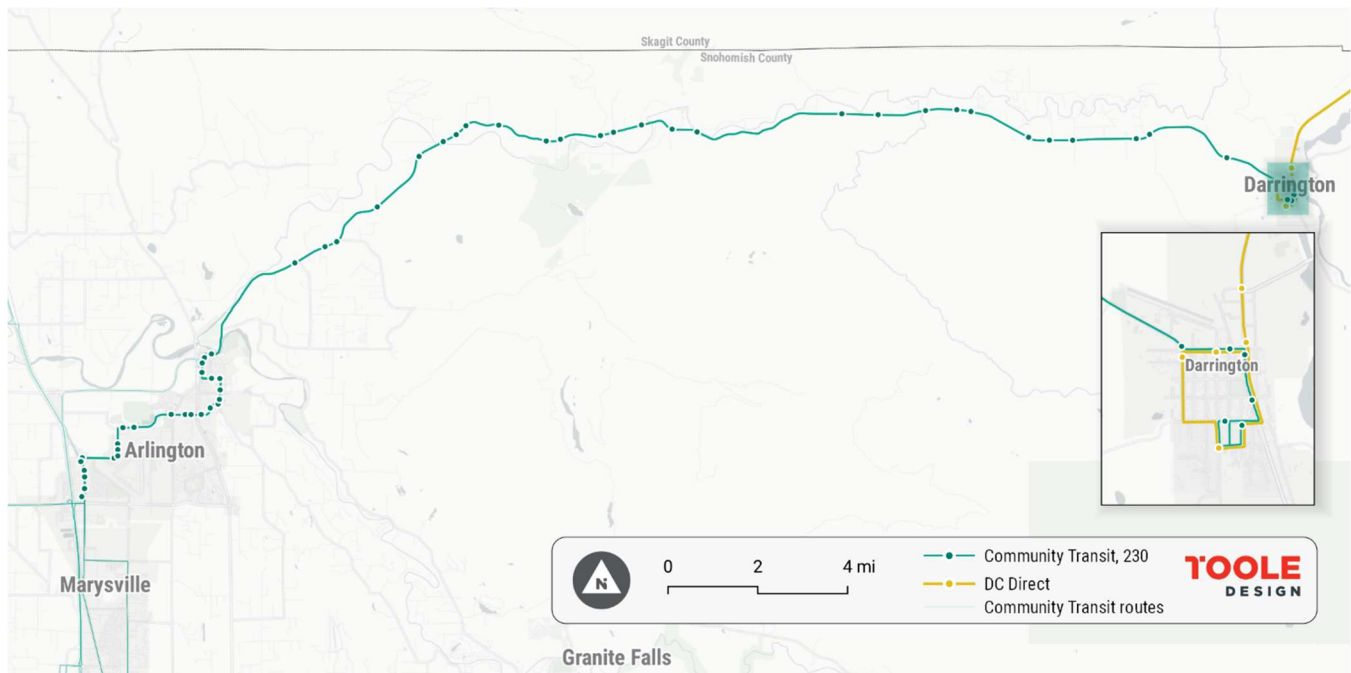 Skagit County
Snohomish County
Darrington
Darrington
Arlington
Marysville
Granite Falls
N
0 2 4 mi
Community Transit, 230
DC Direct
Community Transit routes
TOOLE
DESIGN